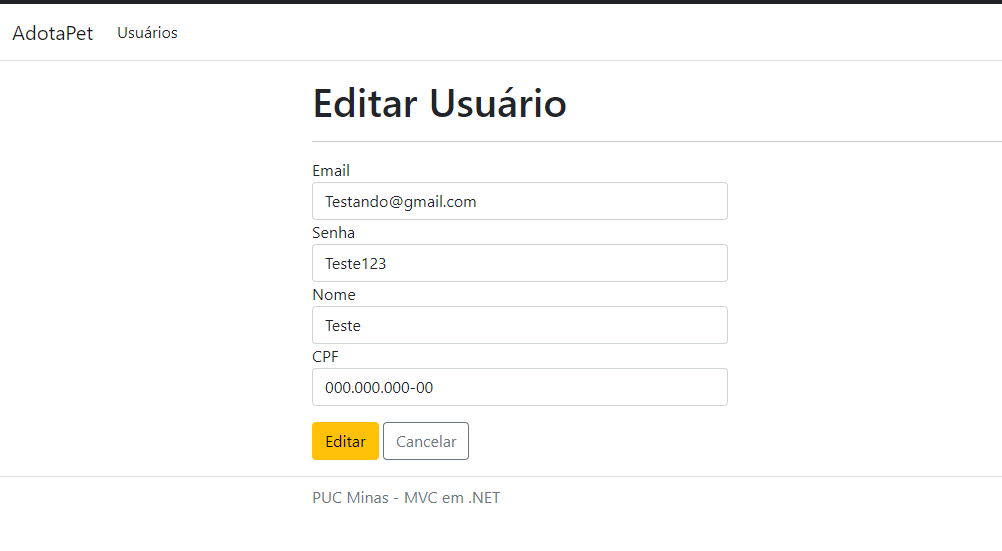 AdotaPet Usuários
Editar Usuário
Email
Testando@gmail.com
Senha
Teste123
Nome
Teste
CPF
000.000.000-00
Editar Cancelar
PUC Minas - MVC em .NET